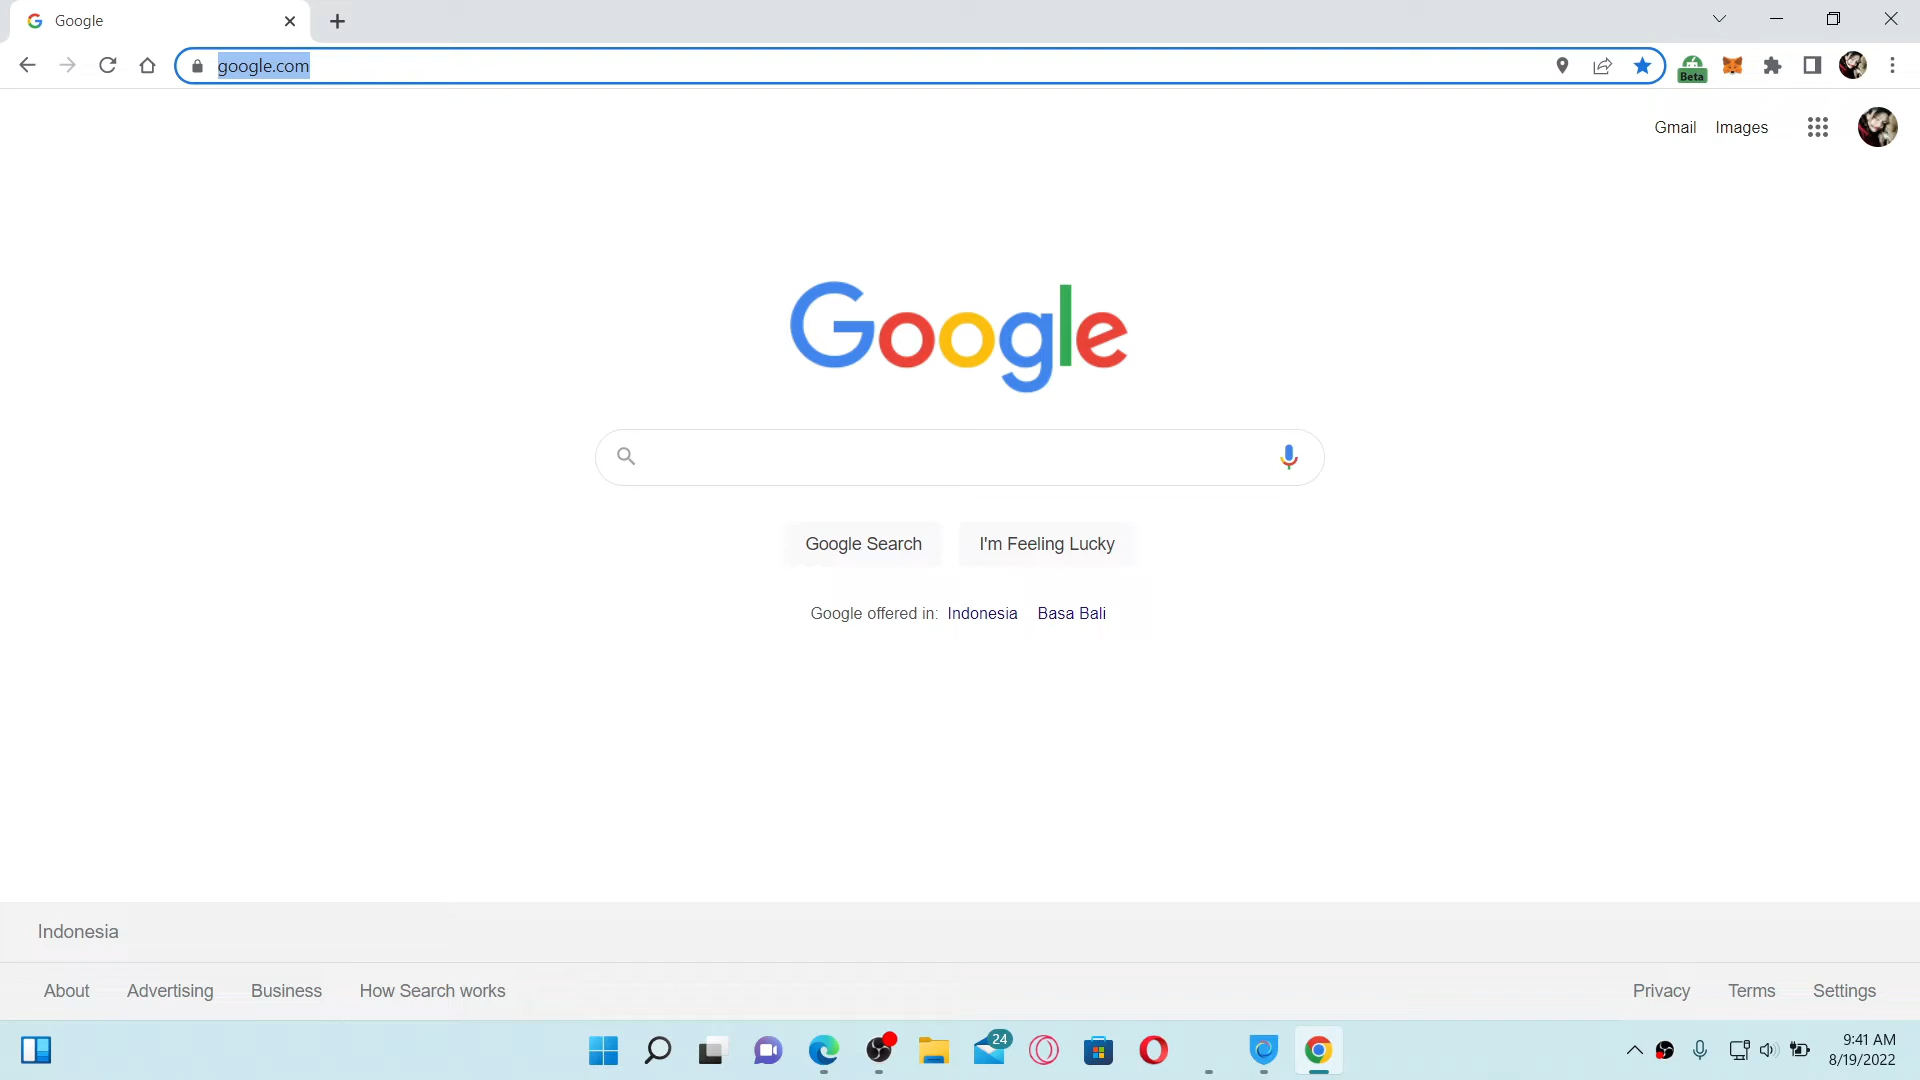 Google
google.com
Beta
Gmail Images
Google
Google Search I'm Feeling Lucky
Google offered in: Indonesia Basa Bali
Indonesia
About Advertising Business How Search works Privacy Terms Settings
24
9:41 AM
8/19/2022